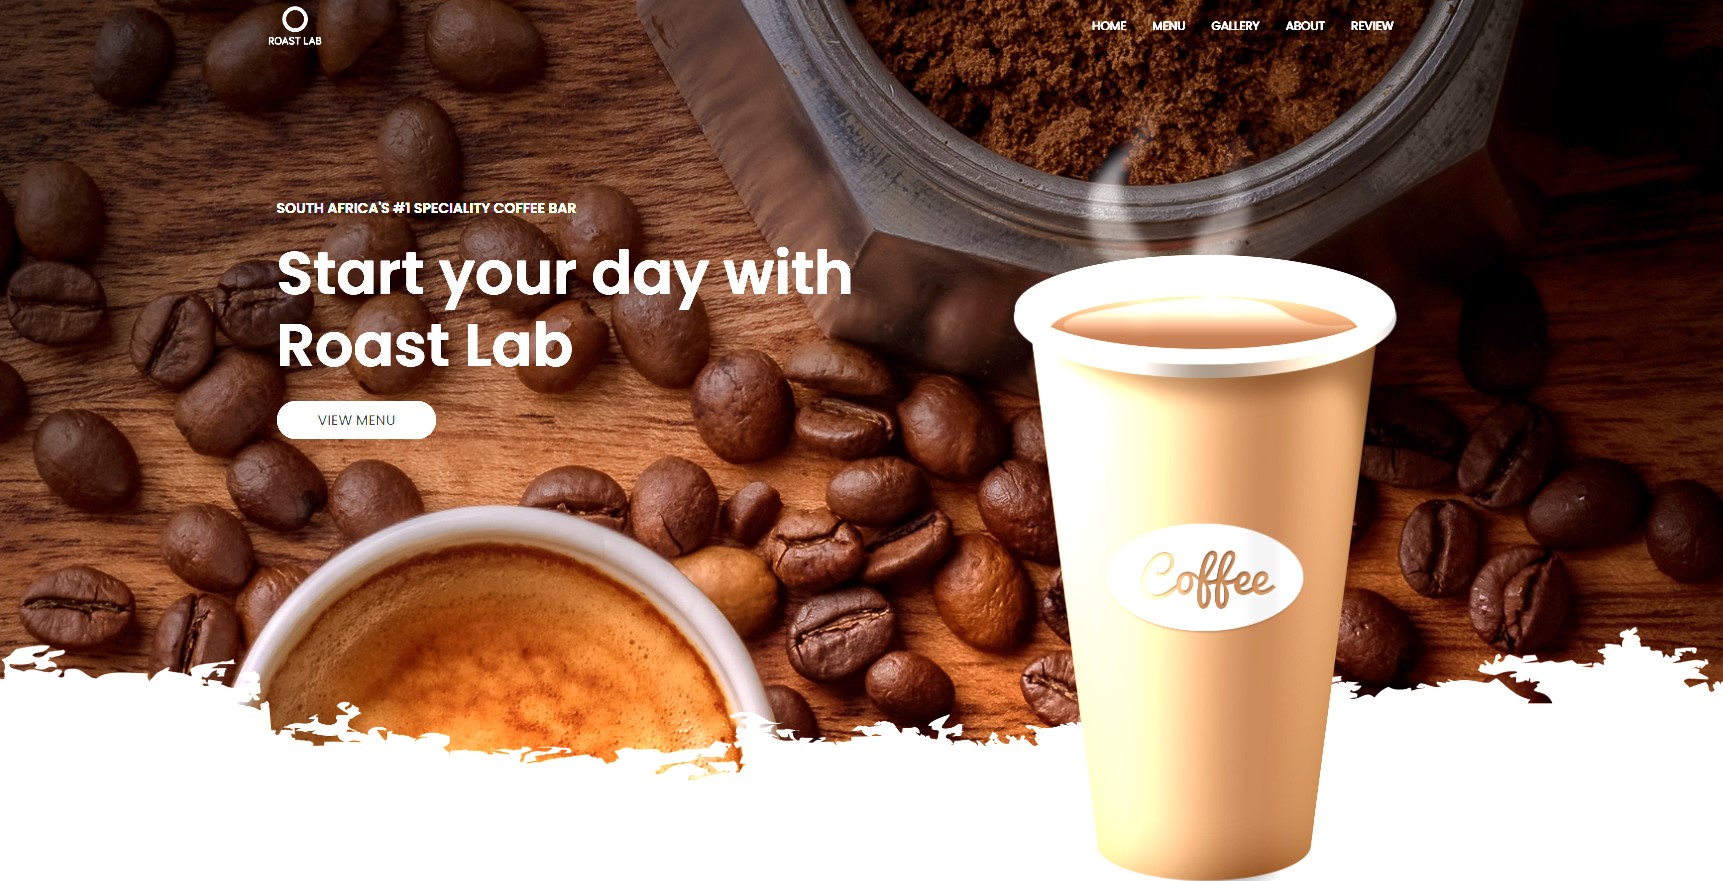 ROAST LAB
HOME MENU GALLERY ABOUT REVIEW
SOUTH AFRICA'S #1 SPECIALITY COFFEE BAR
Start your day with
Roast Lab
VIEW MENU
Coffee